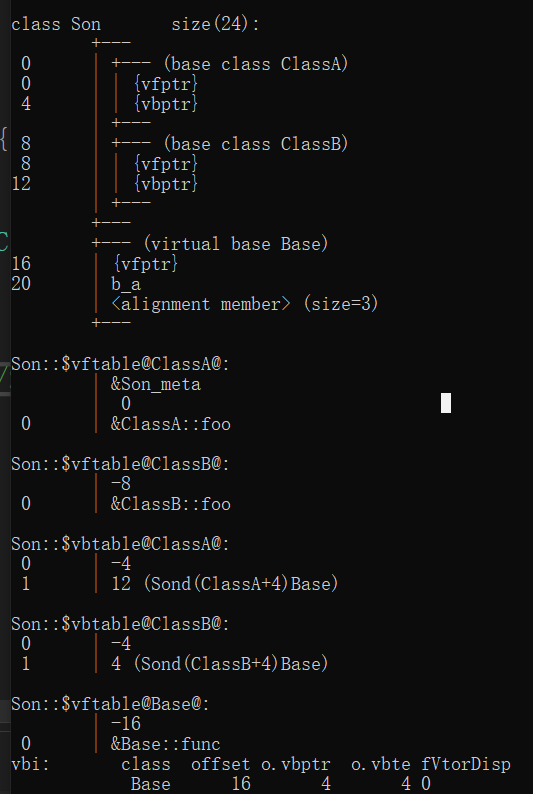 class Son       size(24):
        +---
 0      | +--- (base class ClassA)
 0      | | {vfptr}
 4      | | {vbptr}
        | +---
 8      | +--- (base class ClassB)
 8      | | {vfptr}
12      | | {vbptr}
        | +---
        +---
        +--- (virtual base Base)
16      | {vfptr}
20      | b_a
        | <alignment member> (size=3)
        +---
Son::$vftable@ClassA@:
        | &Son_meta
        |  0
 0      | &ClassA::foo
Son::$vftable@ClassB@:
        | -8
 0      | &ClassB::foo
Son::$vbtable@ClassA@:
 0      | -4
 1      | 12 (Sond(ClassA+4)Base)
Son::$vbtable@ClassB@:
 0      | -4
 1      | 4 (Sond(ClassB+4)Base)
Son::$vftable@Base@:
        | -16
 0      | &Base::func
vbi:       class  offset o.vbptr  o.vbte fVtorDisp
            Base      16       4       4 0